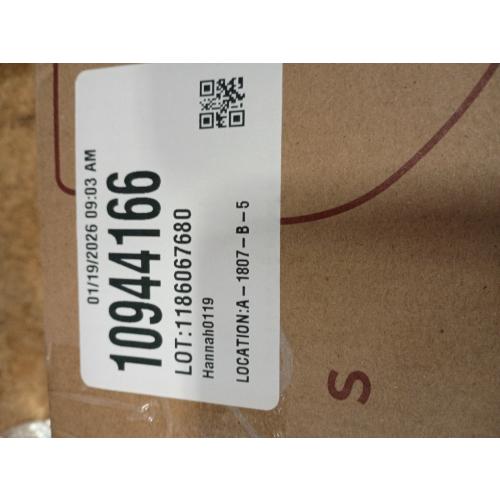 01/19/2026 09:03 AM
10944166
LOT:1186067680
Hannah0119
LOCATION:A-1807-B-5
S